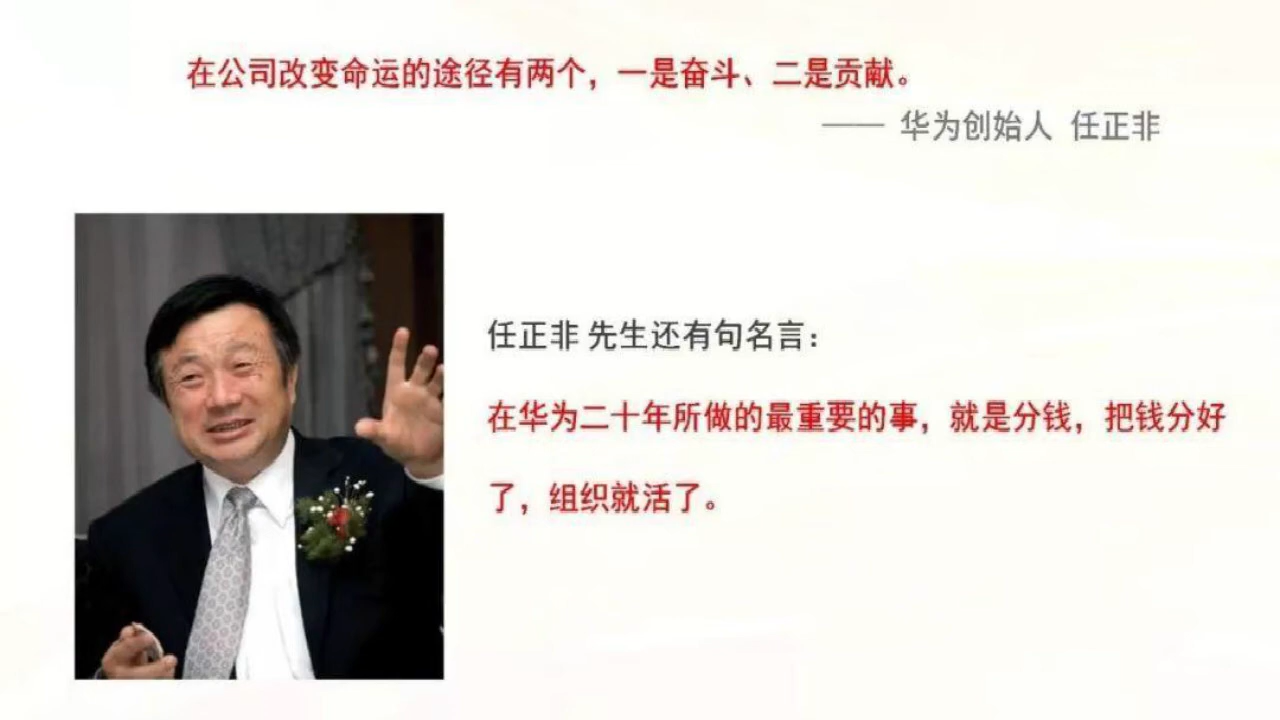 在公司改变命运的途径有两个，一是奋斗、二是贡献。
—— 华为创始人 任正非
任正非 先生还有句名言：
在华为二十年所做的最重要的事，就是分钱，把钱分好
了，组织就活了。